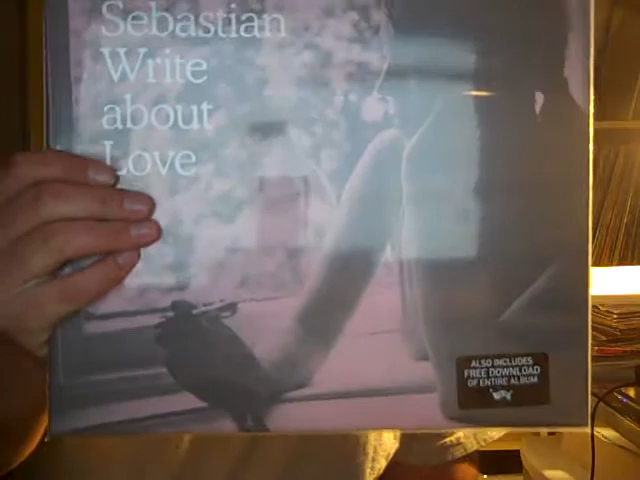 Sebastian
Write
about
Love
ALSO INCLUDES
FREE DOWNLOAD
OF ENTIRE ALBUM